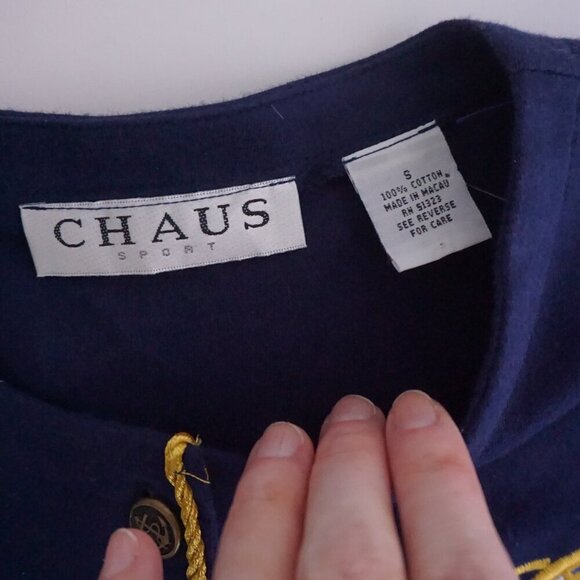 CHAUS
SPORT
S
100% COTTON
MADE IN MACAU
RN 51323
SEE REVERSE
FOR CARE